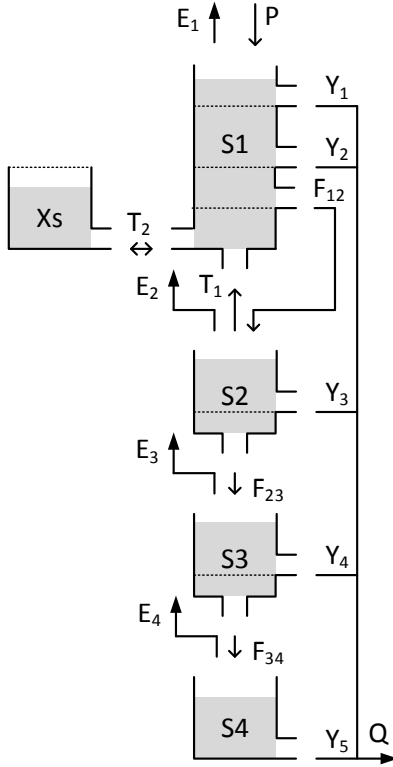 E₁ P
Y₁
S1
Y₂
F₁₂
Xs
T₂
E₂
T₁
S2
Y₃
E₃
F₂₃
S3
Y₄
E₄
F₃₄
S4
Y₅
Q